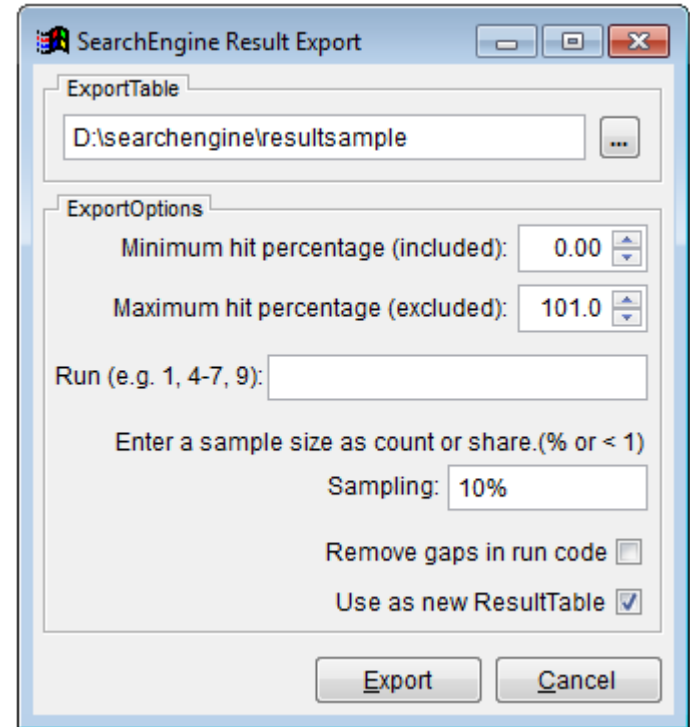 SearchEngine Result Export
ExportTable
D:\searchengine\resultsample
...
ExportOptions
Minimum hit percentage (included): 0.00
Maximum hit percentage (excluded): 101.0
Run (e.g. 1, 4-7, 9):
Enter a sample size as count or share.(% or < 1)
Sampling: 10%
Remove gaps in run code
Use as new ResultTable
Export Cancel